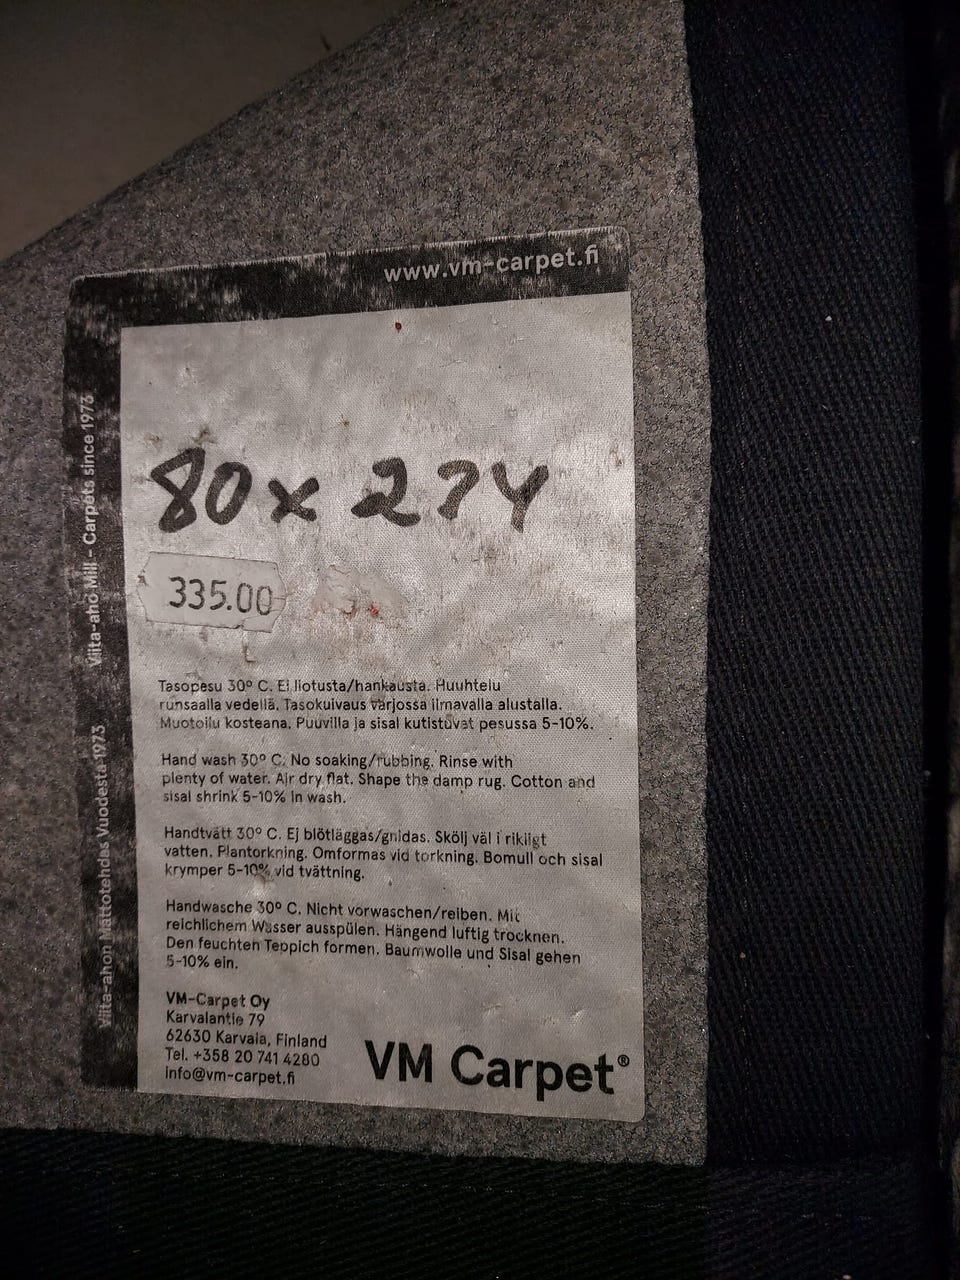 www.vm-carpet.fi
Viita-aho Mill - Carpets since 1973
Viita-ahon Mattotehdas Vuodesta 1973
80 x 274
335.00
Tasopesu 30º C. Ei liotusta/hankausta. Huuhtelu
runsaalla vedellä. Tasokuivaus varjossa ilmavalla alustalla.
Muotoilu kosteana. Puuvilla ja sisal kutistuvat pesussa 5-10%.
Hand wash 30º C. No soaking/rubbing. Rinse with
plenty of water. Air dry flat. Shape the damp rug. Cotton and
sisal shrink 5-10% in wash.
Handtvätt 30º C. Ej blötläggas/gnidas. Skölj väl i rikligt
vatten. Plantorkning. Omformas vid torkning. Bomull och sisal
krymper 5-10% vid tvättning.
Handwasche 30º C. Nicht vorwaschen/reiben. Mit
reichlichem Wasser ausspülen. Hängend luftig trocknen.
Den feuchten Teppich formen. Baumwolle und Sisal gehen
5-10% ein.
VM-Carpet Oy
Karvalantie 79
62630 Karvala, Finland
Tel. +358 20 741 4280
info@vm-carpet.fi
VM Carpet®